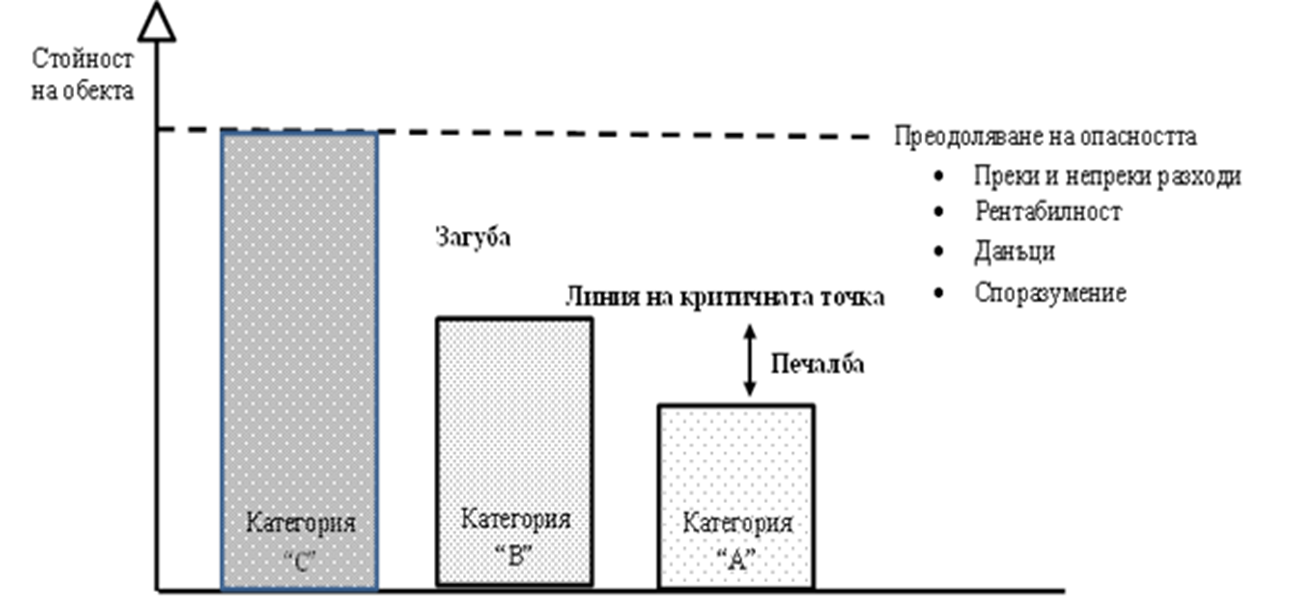 Стойност
на обекта
Преодоляване на опасността
Преки и непреки разходи
Рентабилност
Данъци
Споразумение
Загуба
Линия на критичната точка
Печалба
Категория
“C”
Категория
“B”
Категория
“A”